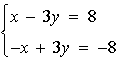 x − 3y = 8
−x + 3y = −8